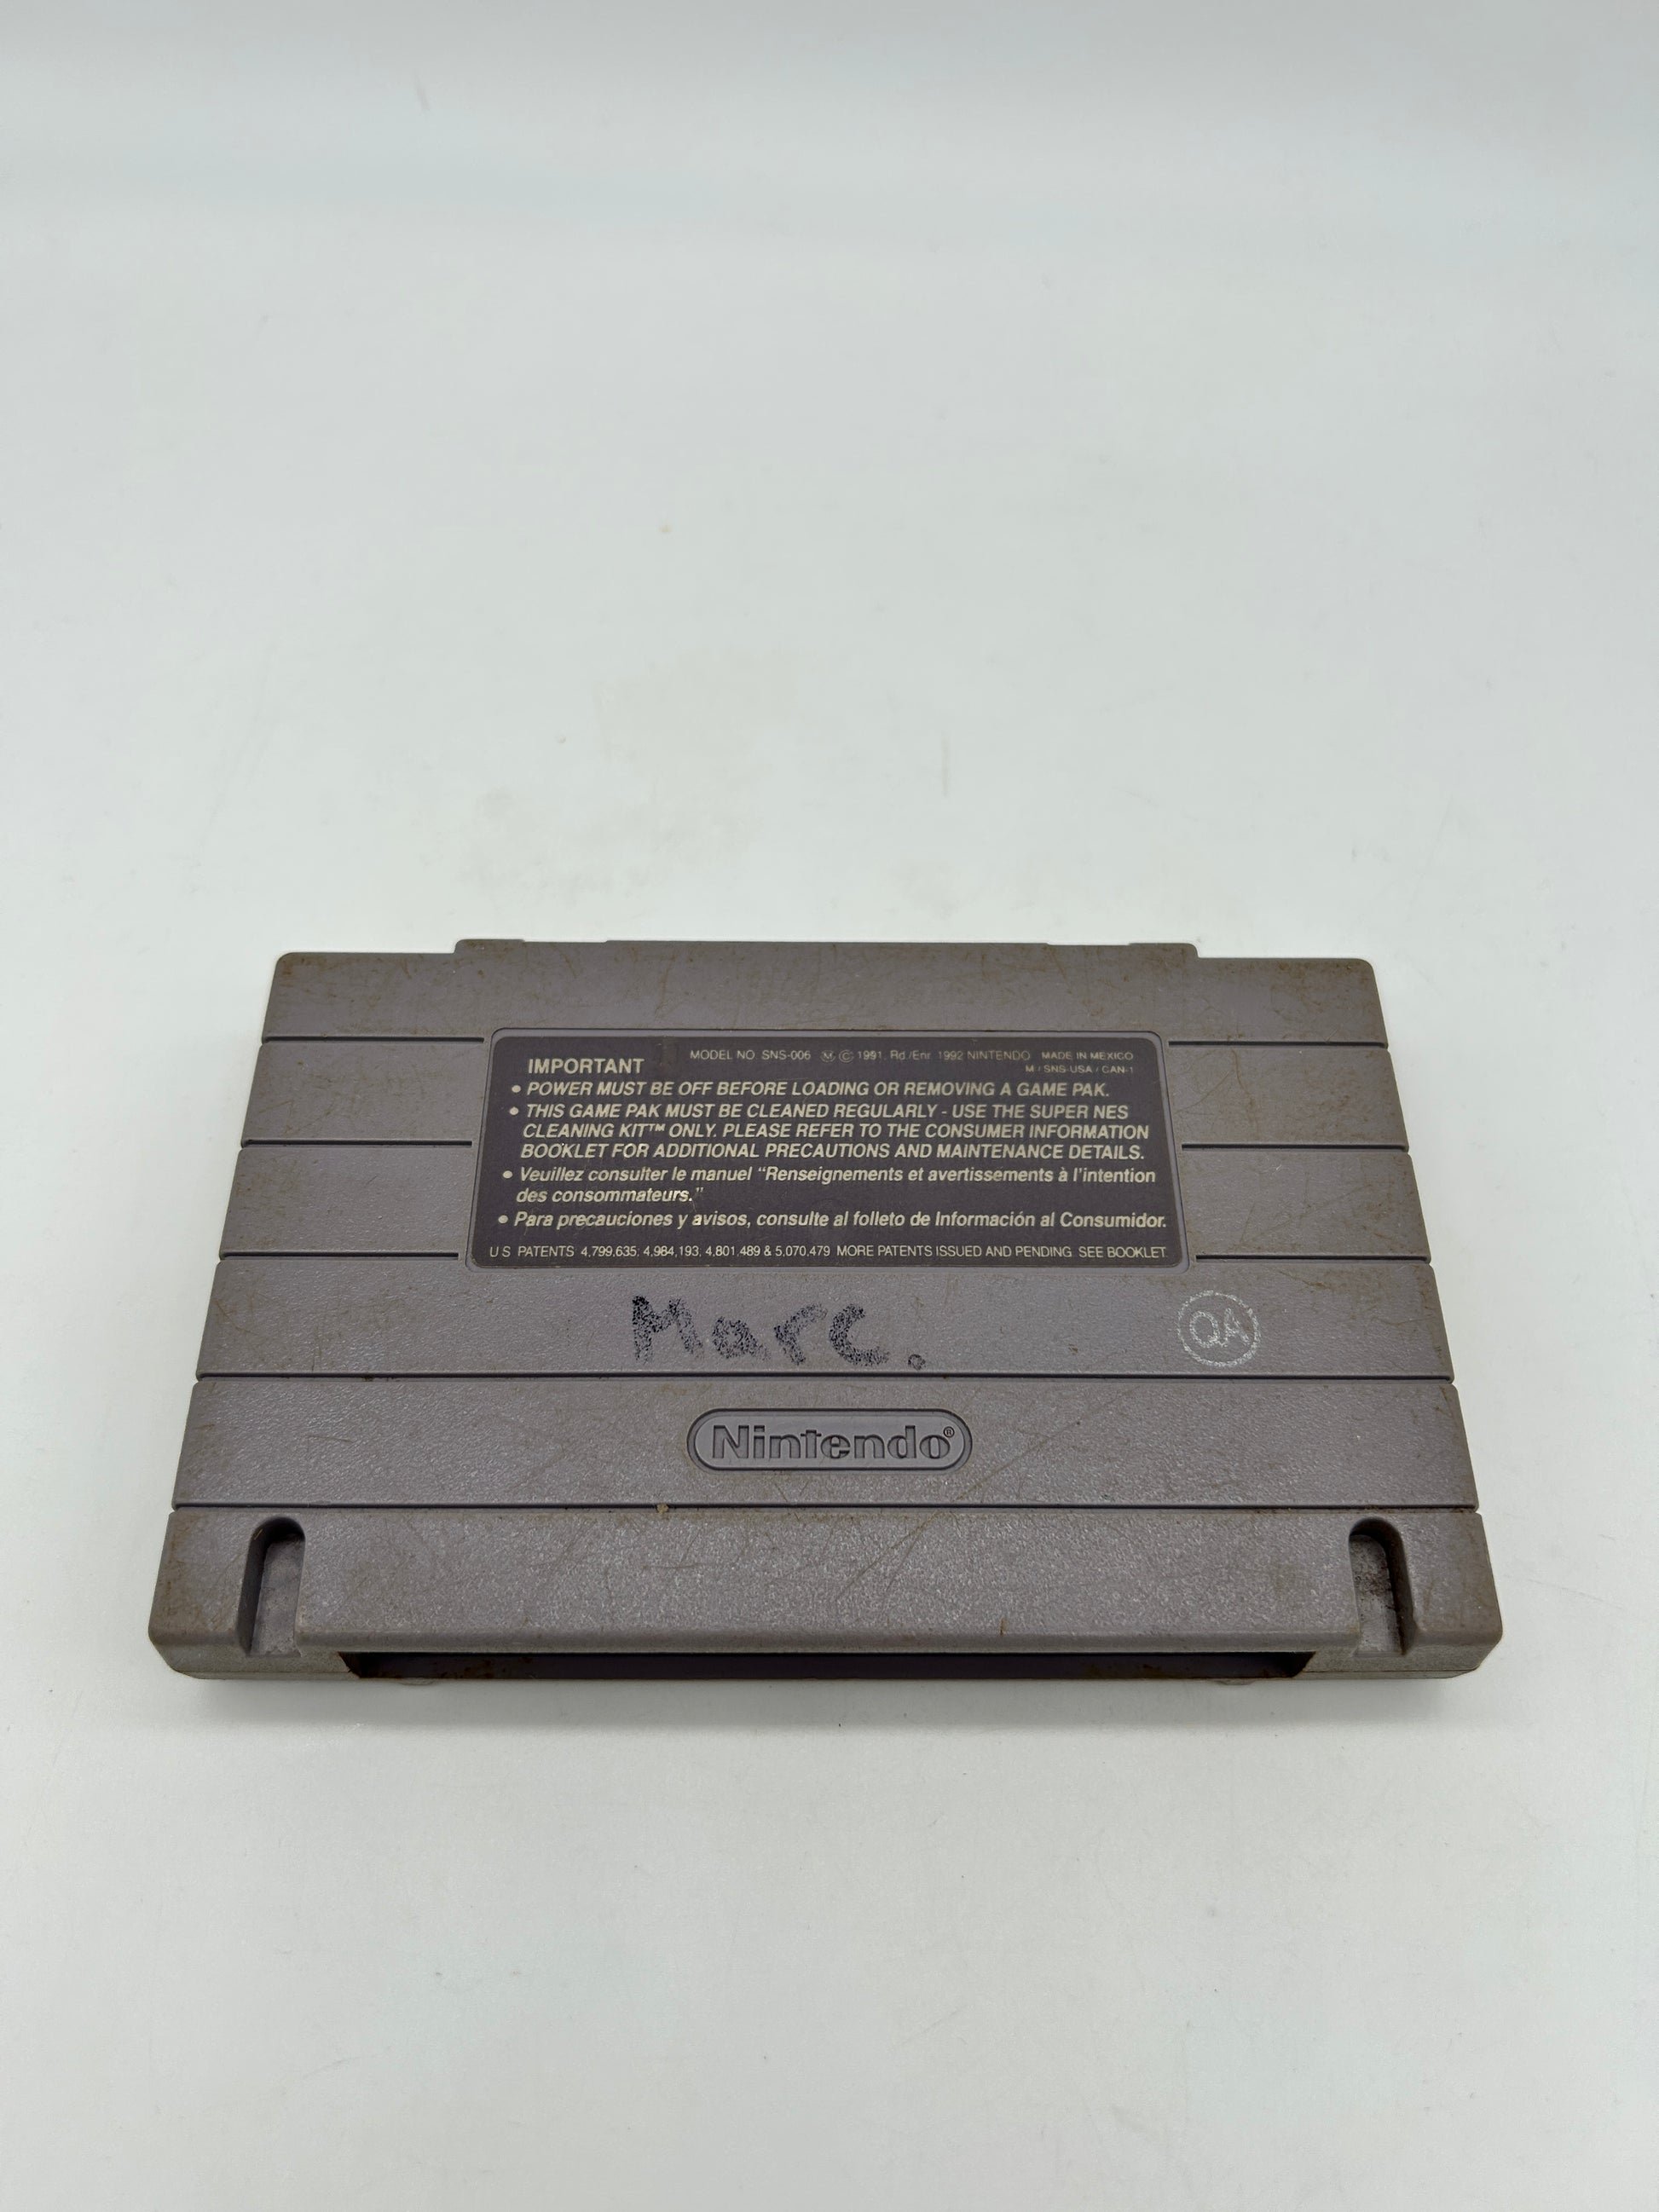 IMPORTANT MODEL NO. SNS-006 Ⓜ © 1991, Rd./Enr. 1992 NINTENDO MADE IN MEXICO
M / SNS-USA / CAN-1
• POWER MUST BE OFF BEFORE LOADING OR REMOVING A GAME PAK.
• THIS GAME PAK MUST BE CLEANED REGULARLY - USE THE SUPER NES
CLEANING KIT™ ONLY. PLEASE REFER TO THE CONSUMER INFORMATION
BOOKLET FOR ADDITIONAL PRECAUTIONS AND MAINTENANCE DETAILS.
• Veuillez consulter le manuel “Renseignements et avertissements à l'intention
des consommateurs.”
• Para precauciones y avisos, consulte al folleto de Información al Consumidor.
U.S. PATENTS 4,799,635; 4,984,193, 4,801,489 & 5,070,479 MORE PATENTS ISSUED AND PENDING SEE BOOKLET
Marc.
QA
Nintendo®